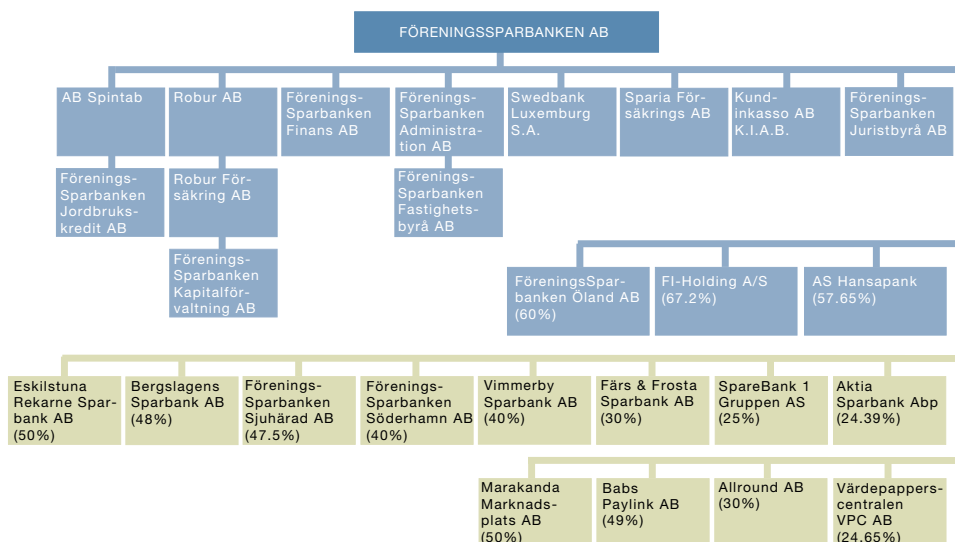 FÖRENINGSSPARBANKEN AB
AB Spintab
Robur AB
Förenings-
Sparbanken
Finans AB
Förenings-
Sparbanken
Administra-
tion AB
Swedbank
Luxemburg
S.A.
Sparia För-
säkrings AB
Kund-
inkasso AB
K.I.A.B.
Förenings-
Sparbanken
Juristbyrå AB
Förenings-
Sparbanken
Jordbruks-
kredit AB
Robur För-
säkring AB
Förenings-
Sparbanken
Fastighets-
byrå AB
Förenings-
Sparbanken
Kapitalför-
valtning AB
FöreningsSpar-
banken Öland AB
(60%)
FI-Holding A/S
(67.2%)
AS Hansapank
(57.65%)
Eskilstuna
Rekarne Spar-
bank AB
(50%)
Bergslagens
Sparbank AB
(48%)
Förenings-
Sparbanken
Sjuhärad AB
(47.5%)
Förenings-
Sparbanken
Söderhamn AB
(40%)
Vimmerby
Sparbank AB
(40%)
Färs & Frosta
Sparbank AB
(30%)
SpareBank 1
Gruppen AS
(25%)
Aktia
Sparbank Abp
(24.39%)
Marakanda
Marknads-
plats AB
(50%)
Babs
Paylink AB
(49%)
Allround AB
(30%)
Värdepappers-
centralen
VPC AB
(24.65%)